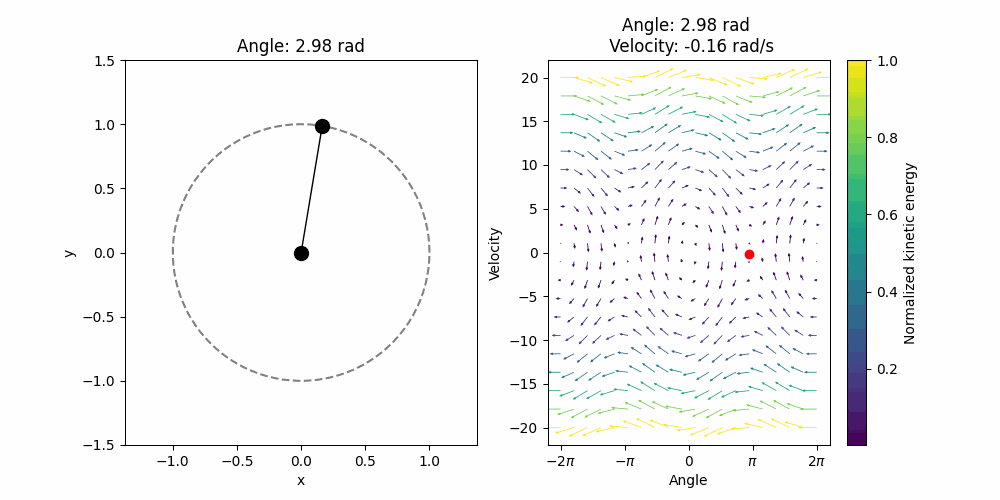 Angle: 2.98 rad
1.5
1.0
0.5
0.0
−0.5
−1.0
−1.5
y
−1.0
−0.5
0.0
0.5
1.0
x
Angle: 2.98 rad
Velocity: -0.16 rad/s
20
15
10
5
0
−5
−10
−15
−20
Velocity
−2π
−π
0
π
2π
Angle
1.0
0.8
0.6
0.4
0.2
Normalized kinetic energy